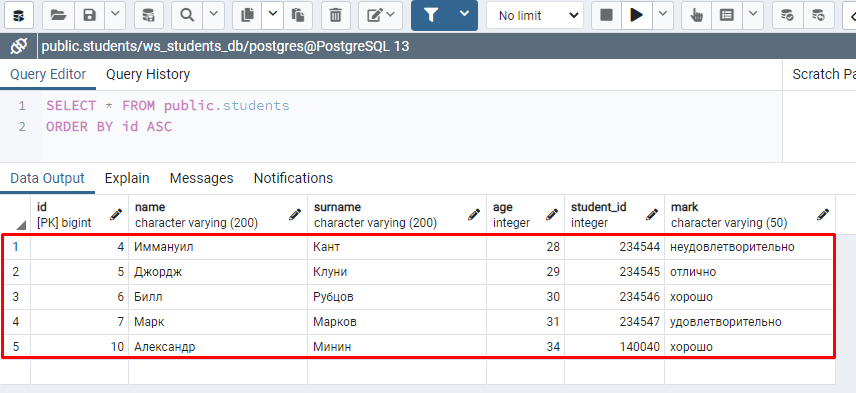 No limit
public.students/ws_students_db/postgres@PostgreSQL 13
Query Editor Query History Scratch Pa
1 SELECT * FROM public.students
2 ORDER BY id ASC
Data Output Explain Messages Notifications
id name surname age student_id mark
[PK] bigint character varying (200) character varying (200) integer integer character varying (50)
1 4 Иммануил Кант 28 234544 неудовлетворительно
2 5 Джордж Клуни 29 234545 отлично
3 6 Билл Рубцов 30 234546 хорошо
4 7 Марк Марков 31 234547 удовлетворительно
5 10 Александр Минин 34 140040 хорошо